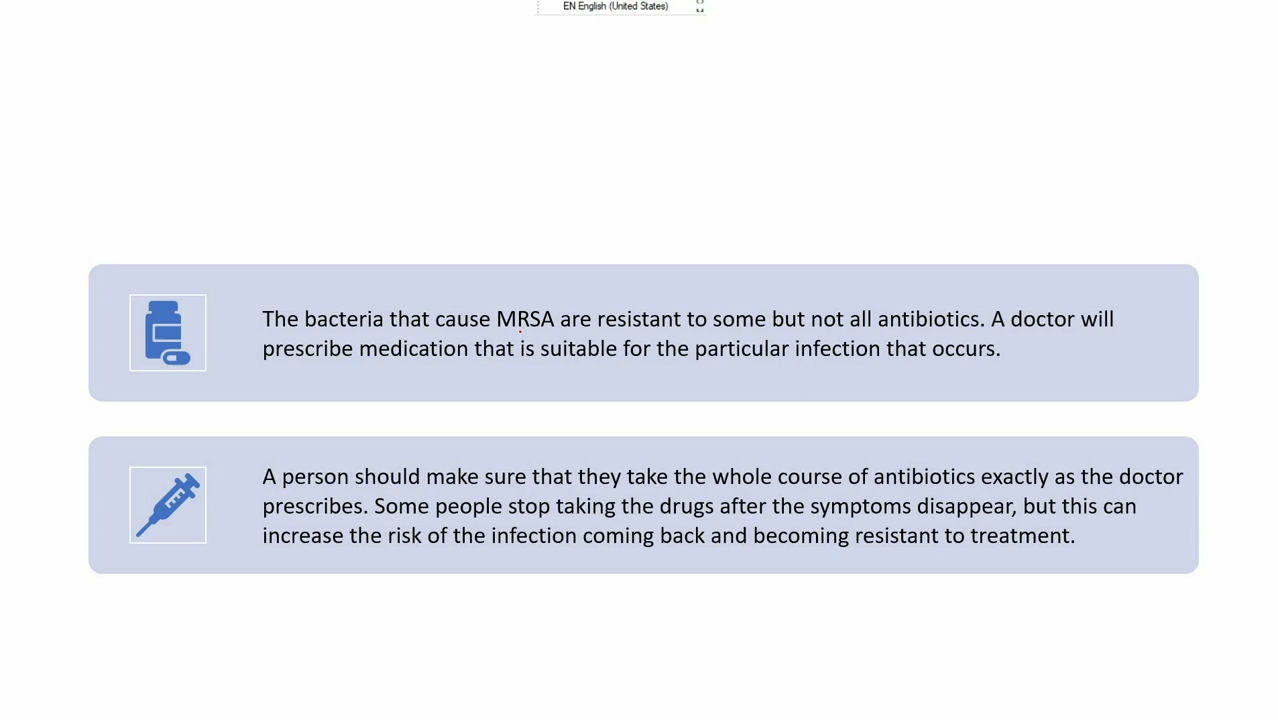 EN English (United States)
The bacteria that cause MRSA are resistant to some but not all antibiotics. A doctor will
prescribe medication that is suitable for the particular infection that occurs.
A person should make sure that they take the whole course of antibiotics exactly as the doctor
prescribes. Some people stop taking the drugs after the symptoms disappear, but this can
increase the risk of the infection coming back and becoming resistant to treatment.